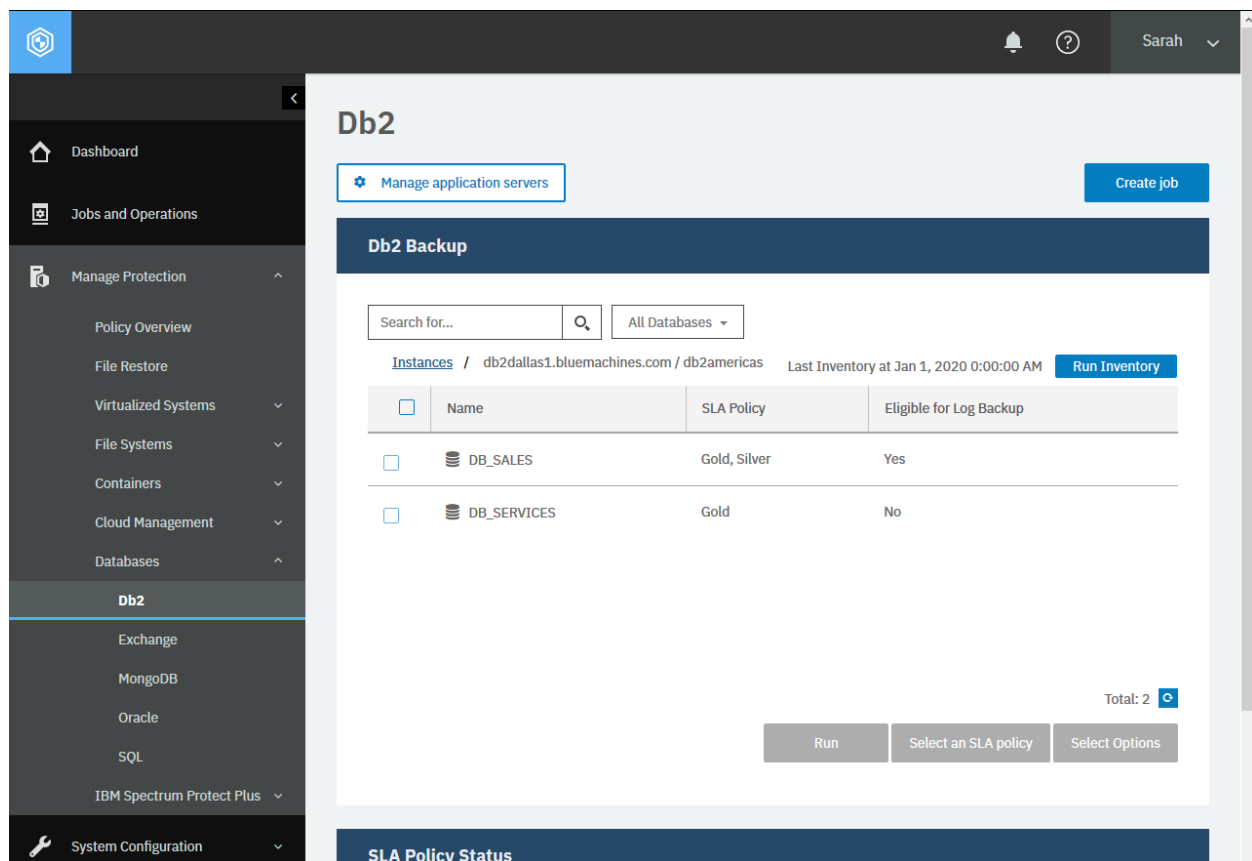 Sarah
Dashboard
Jobs and Operations
Manage Protection
Policy Overview
File Restore
Virtualized Systems
File Systems
Containers
Cloud Management
Databases
Db2
Exchange
MongoDB
Oracle
SQL
IBM Spectrum Protect Plus
System Configuration
Db2
Manage application servers
Create job
Db2 Backup
Search for...
All Databases
Instances / db2dallas1.bluemachines.com / db2americas Last Inventory at Jan 1, 2020 0:00:00 AM Run Inventory
Name SLA Policy Eligible for Log Backup
DB_SALES Gold, Silver Yes
DB_SERVICES Gold No
Total: 2
Run Select an SLA policy Select Options
SLA Policy Status